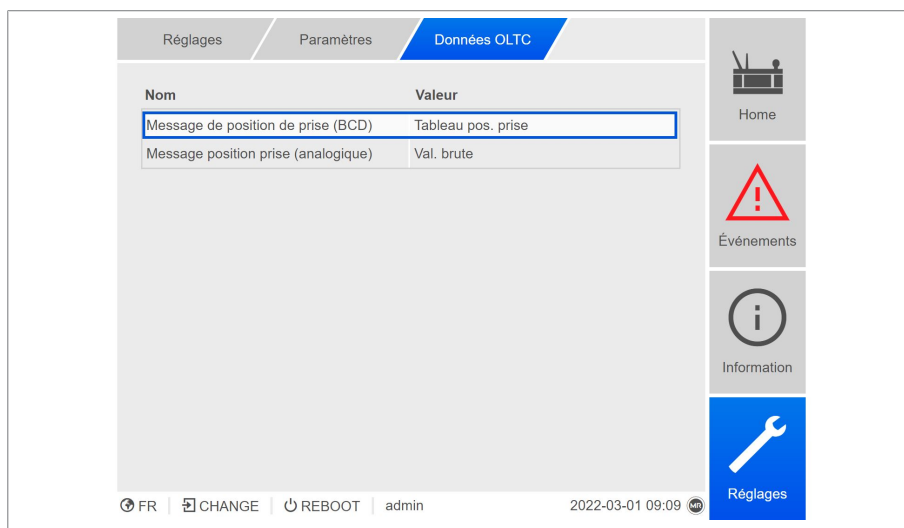 Réglages Paramètres Données OLTC
Nom Valeur
Message de position de prise (BCD) Tableau pos. prise
Message position prise (analogique) Val. brute
Home
Événements
Information
Réglages
FR CHANGE REBOOT admin 2022-03-01 09:09 MR